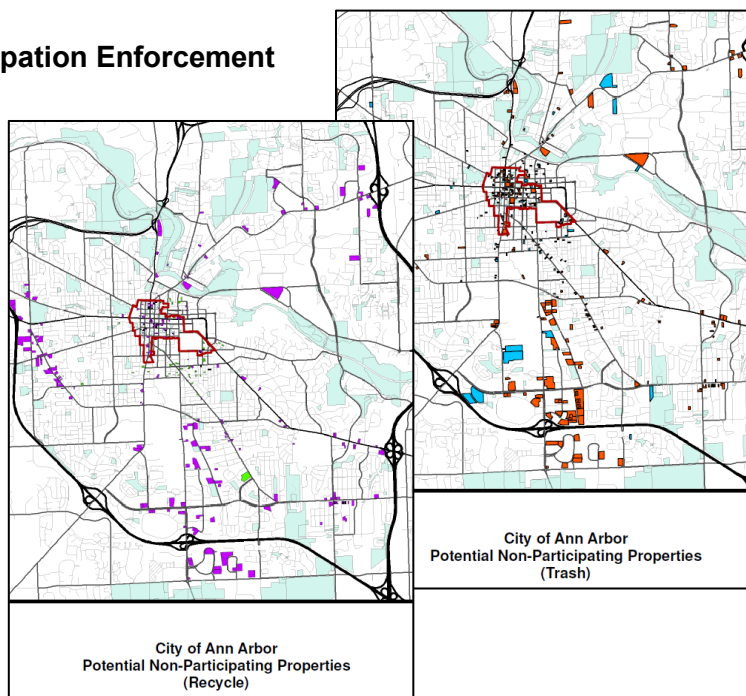 pation Enforcement
City of Ann Arbor
Potential Non-Participating Properties
(Trash)
City of Ann Arbor
Potential Non-Participating Properties
(Recycle)